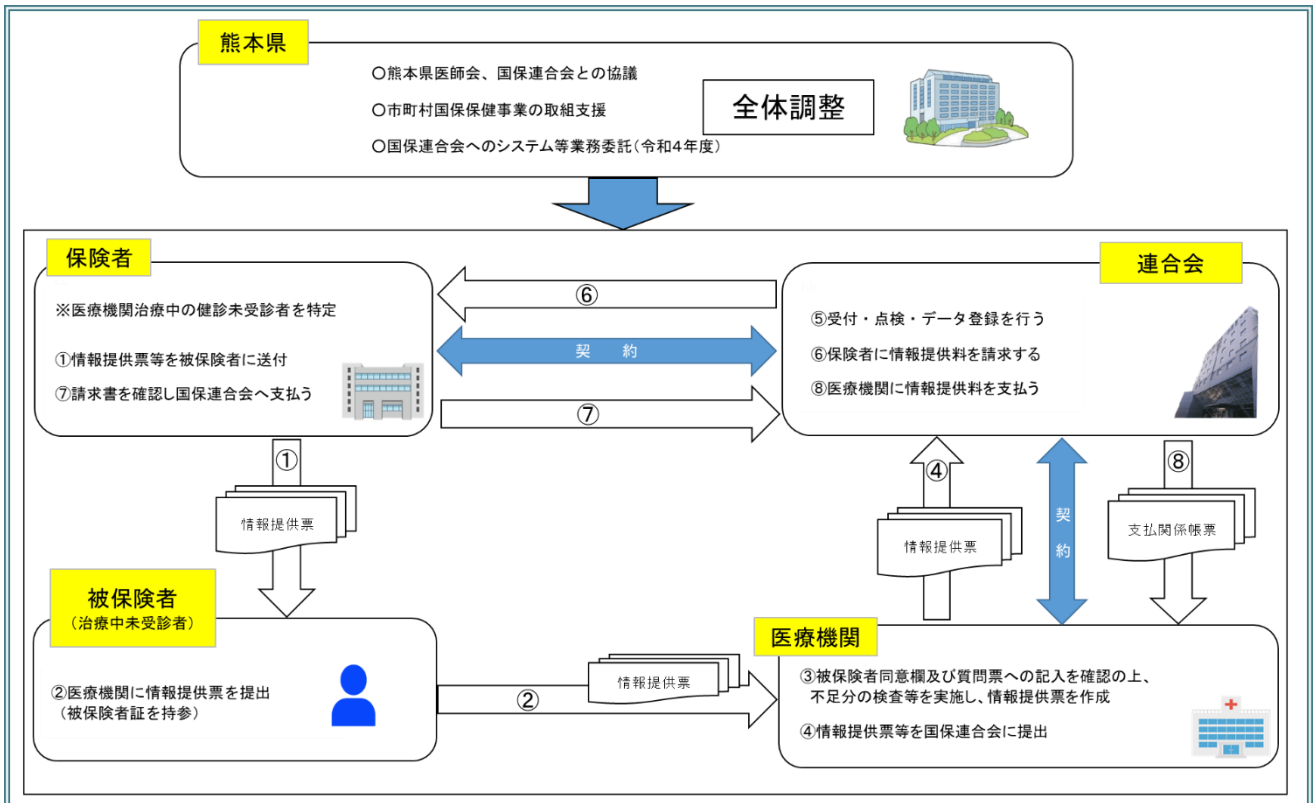 熊本県
〇熊本県医師会、国保連合会との協議
〇市町村国保保健事業の取組支援
〇国保連合会へのシステム等業務委託(令和4年度)
全体調整
保険者
※医療機関治療中の健診未受診者を特定
①情報提供票等を被保険者に送付
⑦請求書を確認し国保連合会へ支払う
⑥
契 約
⑦
連合会
⑤受付・点検・データ登録を行う
⑥保険者に情報提供料を請求する
⑧医療機関に情報提供料を支払う
①
情報提供票
④
情報提供票
契
約
⑧
支払関係帳票
被保険者
(治療中未受診者)
②医療機関に情報提供票を提出
(被保険者証を持参)
情報提供票
②
医療機関
③被保険者同意欄及び質問票への記入を確認の上、
不足分の検査等を実施し、情報提供票を作成
④情報提供票等を国保連合会に提出